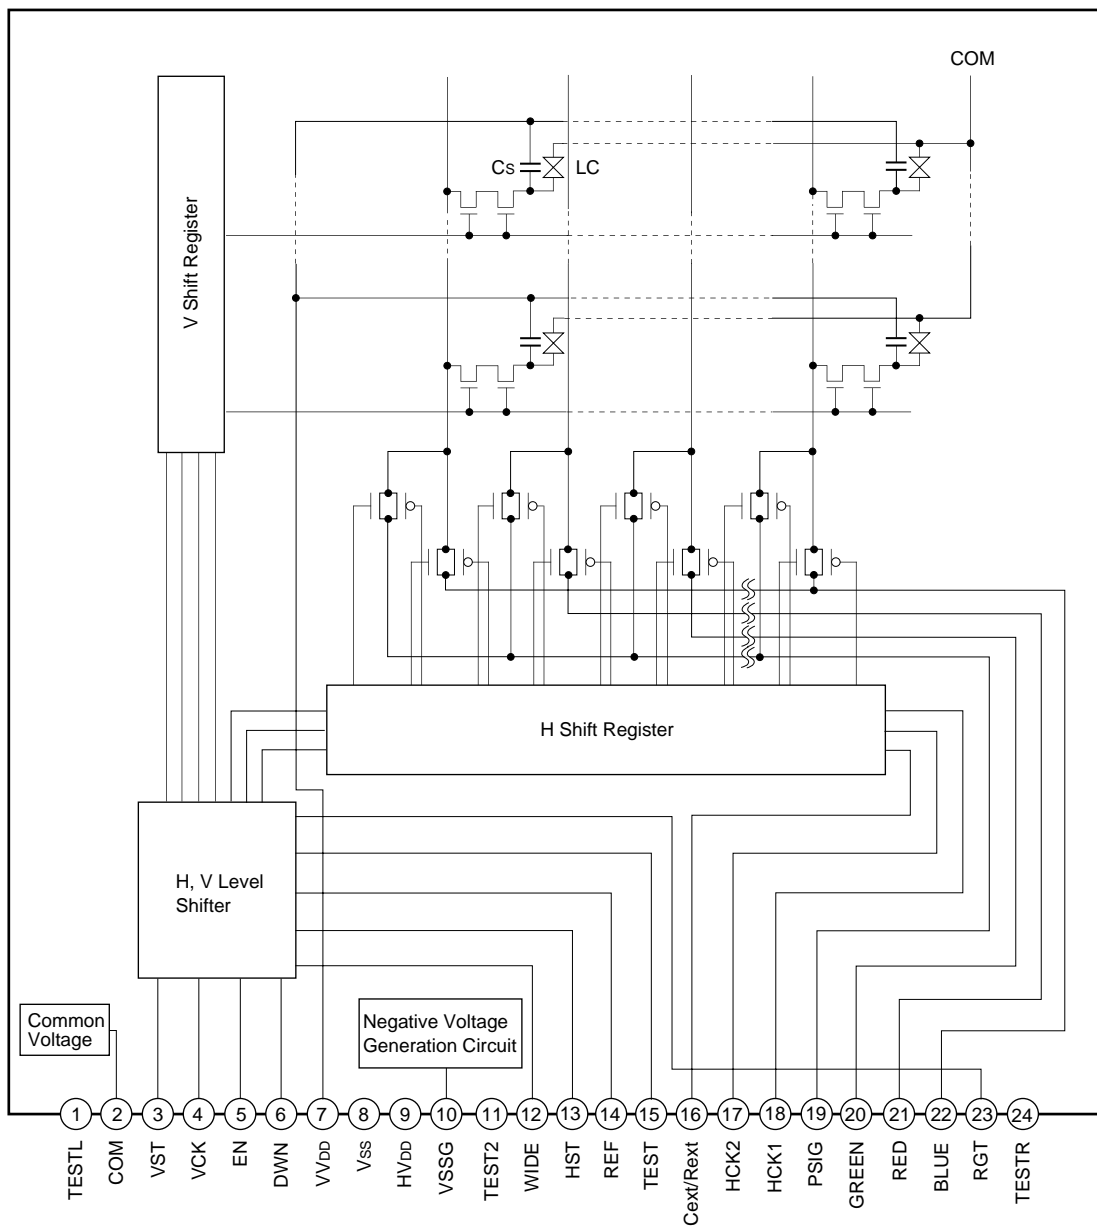 COM
Cs
LC
V Shift Register
H Shift Register
H, V Level
Shifter
Common
Voltage
Negative Voltage
Generation Circuit
1
2
3
4
5
6
7
8
9
10
11
12
13
14
15
16
17
18
19
20
21
22
23
24
TESTL
COM
VST
VCK
EN
DWN
VVDD
VSS
HVDD
VSSG
TEST2
WIDE
HST
REF
TEST
Cext/Rext
HCK2
HCK1
PSIG
GREEN
RED
BLUE
RGT
TESTR